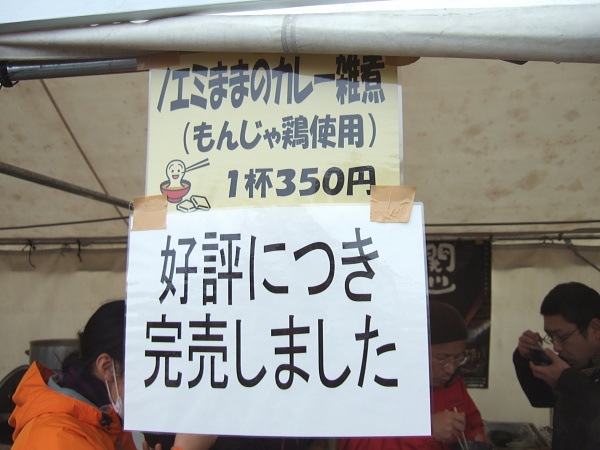 ノエミままのカレー雑煮
(もんじゃ鶏使用)
1杯350円
好評につき
完売しました